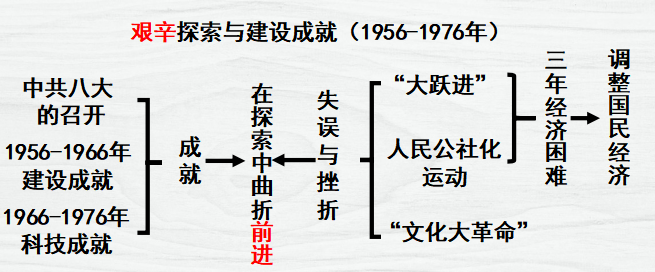 艰辛探索与建设成就（1956-1976年）
中共八大
的召开
1956-1966年
建设成就
1966-1976年
科技成就
成就
在探索中曲折前进
失误与挫折
“大跃进”
人民公社化
运动
“文化大革命”
三年经济困难
调整国民经济